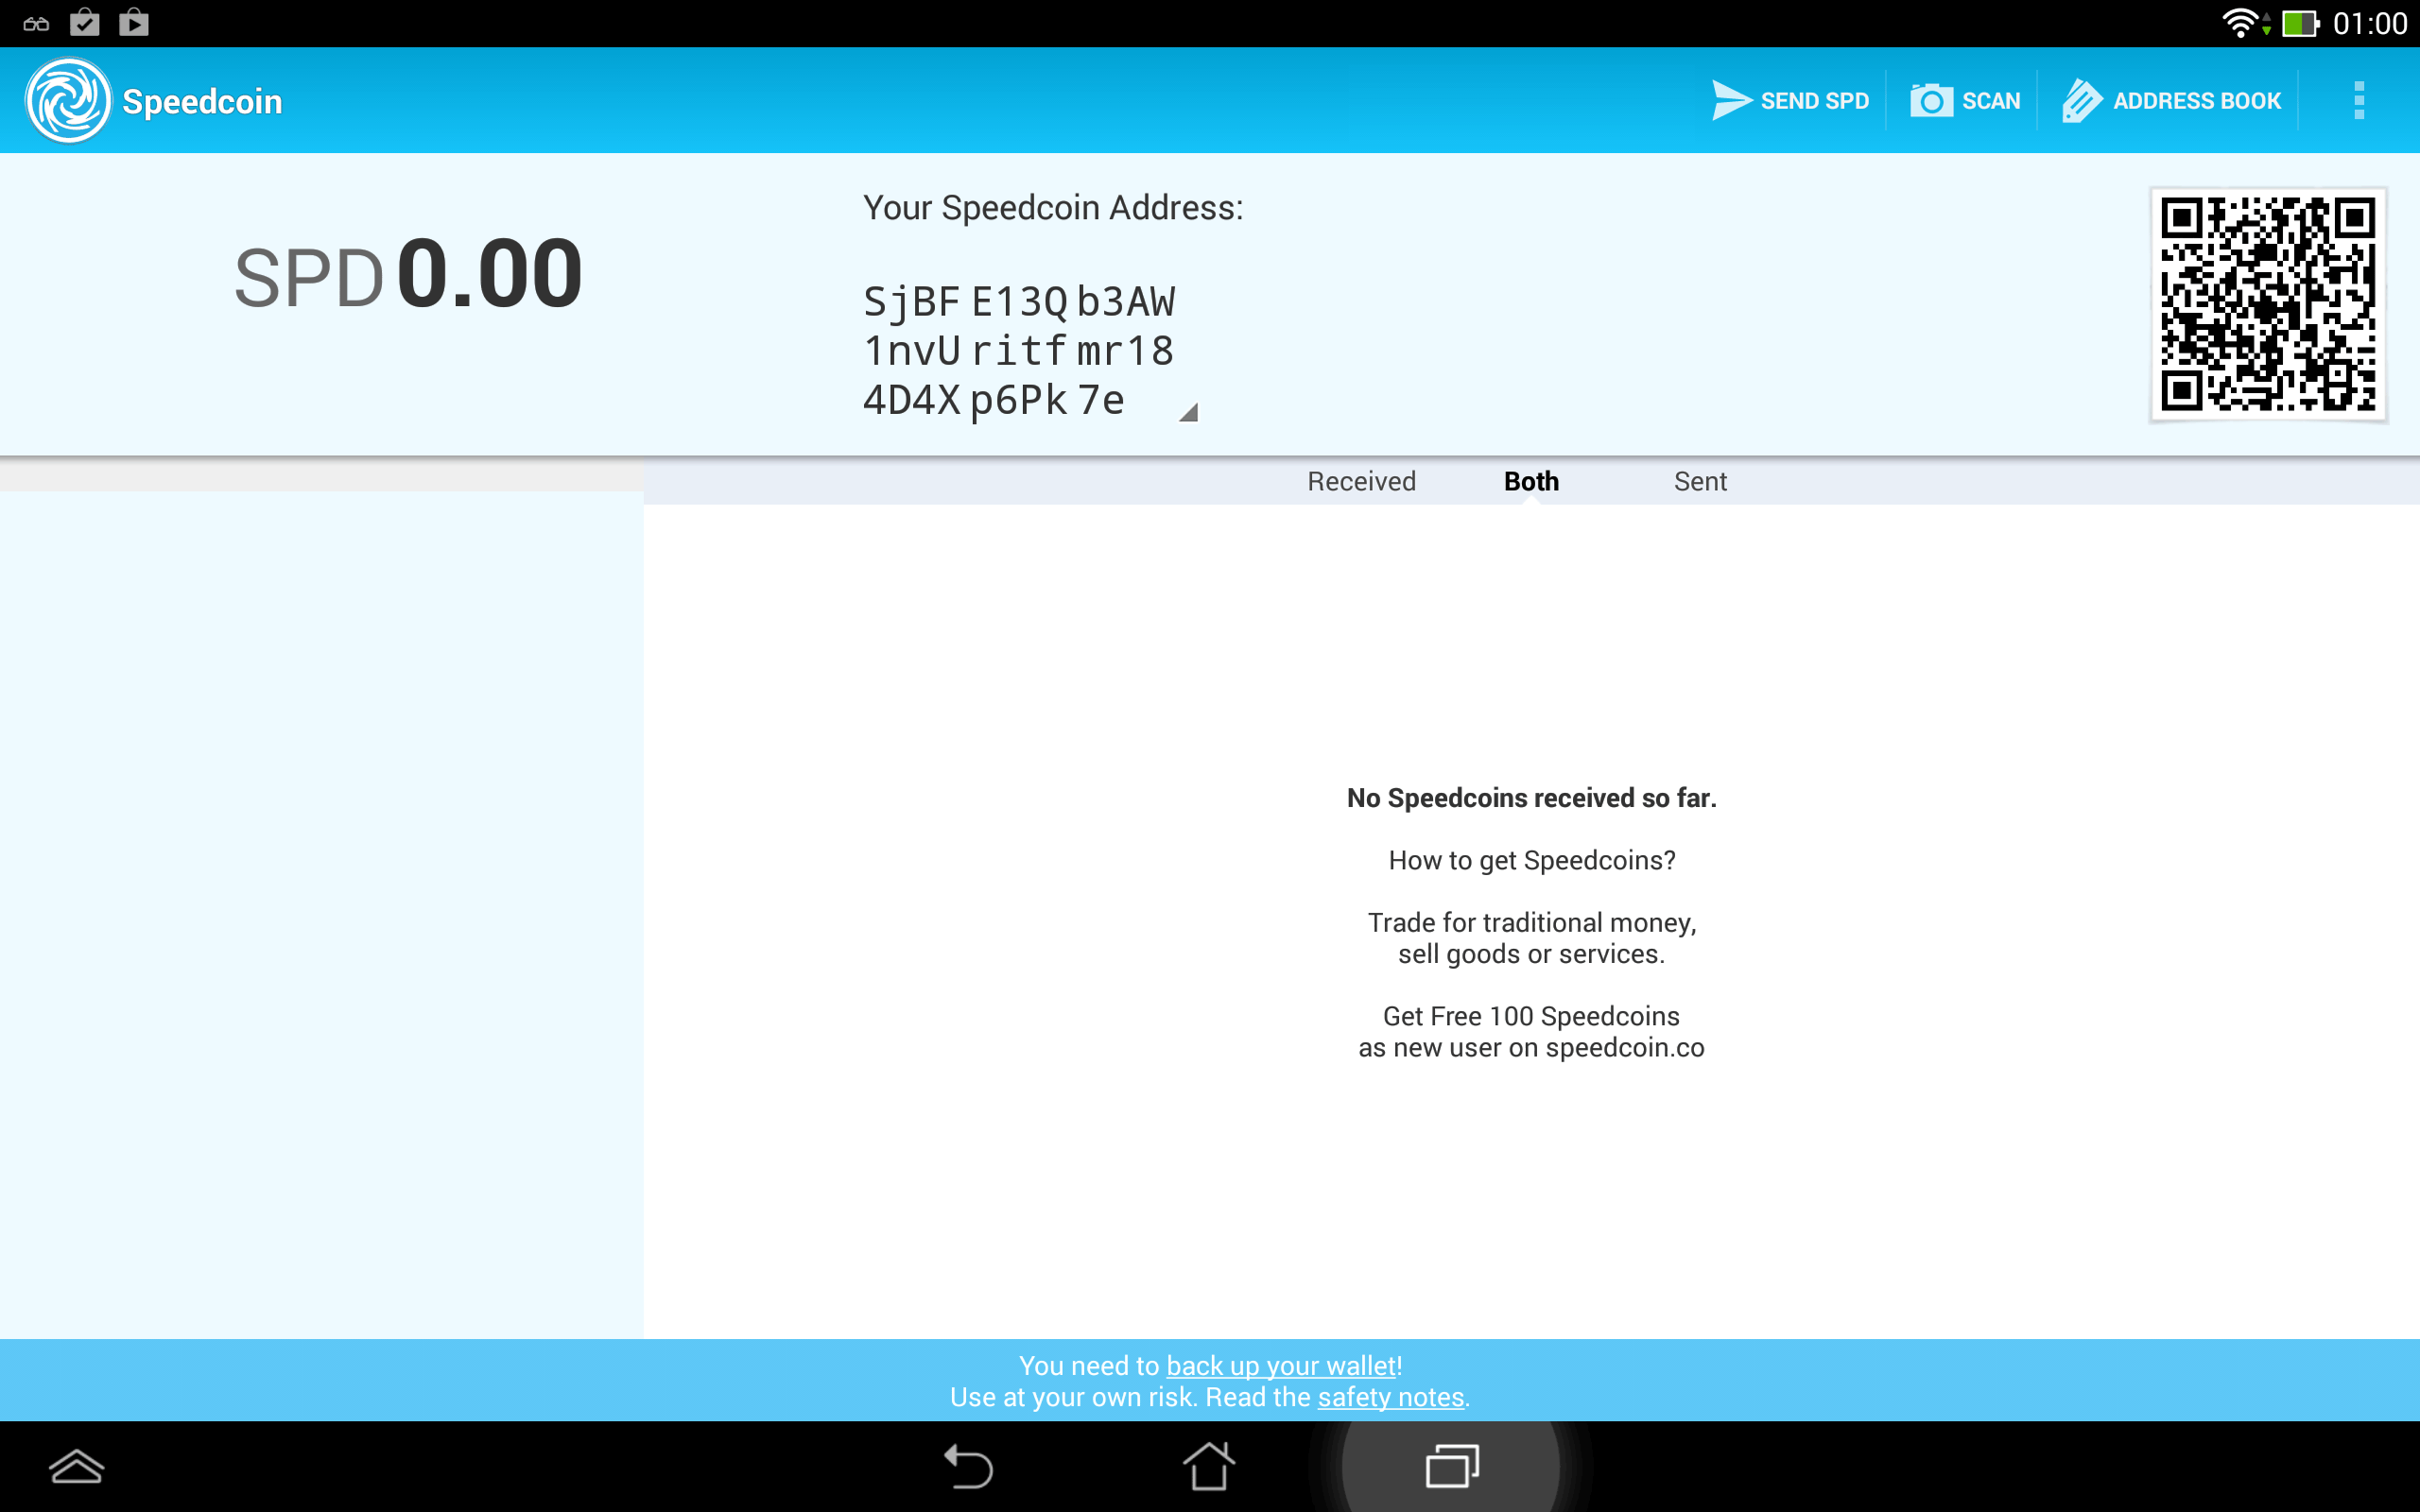 01:00
Speedcoin
SEND SPD
SCAN
ADDRESS BOOK
SPD 0.00
Your Speedcoin Address:
SjBF E13Q b3AW
1nvU ritf mr18
4D4X p6Pk 7e
Received
Both
Sent
No Speedcoins received so far.
How to get Speedcoins?
Trade for traditional money,
sell goods or services.
Get Free 100 Speedcoins
as new user on speedcoin.co
You need to back up your wallet!
Use at your own risk. Read the safety notes.